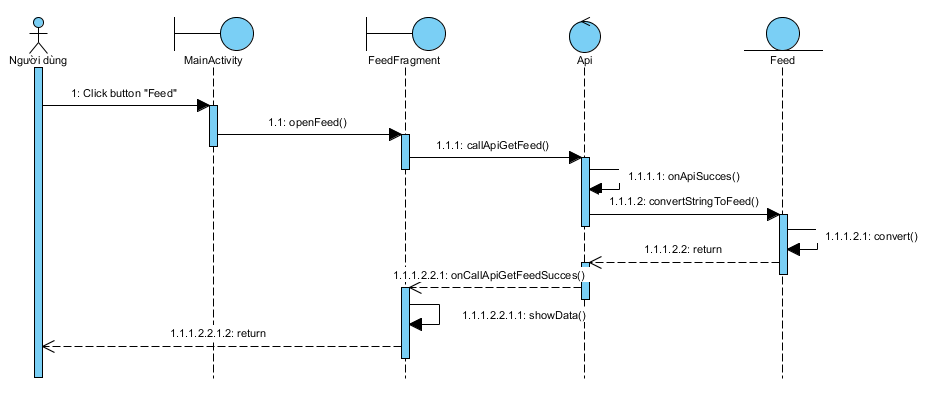 Người dùng
MainActivity
FeedFragment
Api
Feed
1: Click button "Feed"
1.1: openFeed()
1.1.1: callApiGetFeed()
1.1.1.1: onApiSucces()
1.1.1.2: convertStringToFeed()
1.1.1.2.1: convert()
1.1.1.2.2: return
1.1.1.2.2.1: onCallApiGetFeedSucces()
1.1.1.2.2.1.1: showData()
1.1.1.2.2.1.2: return